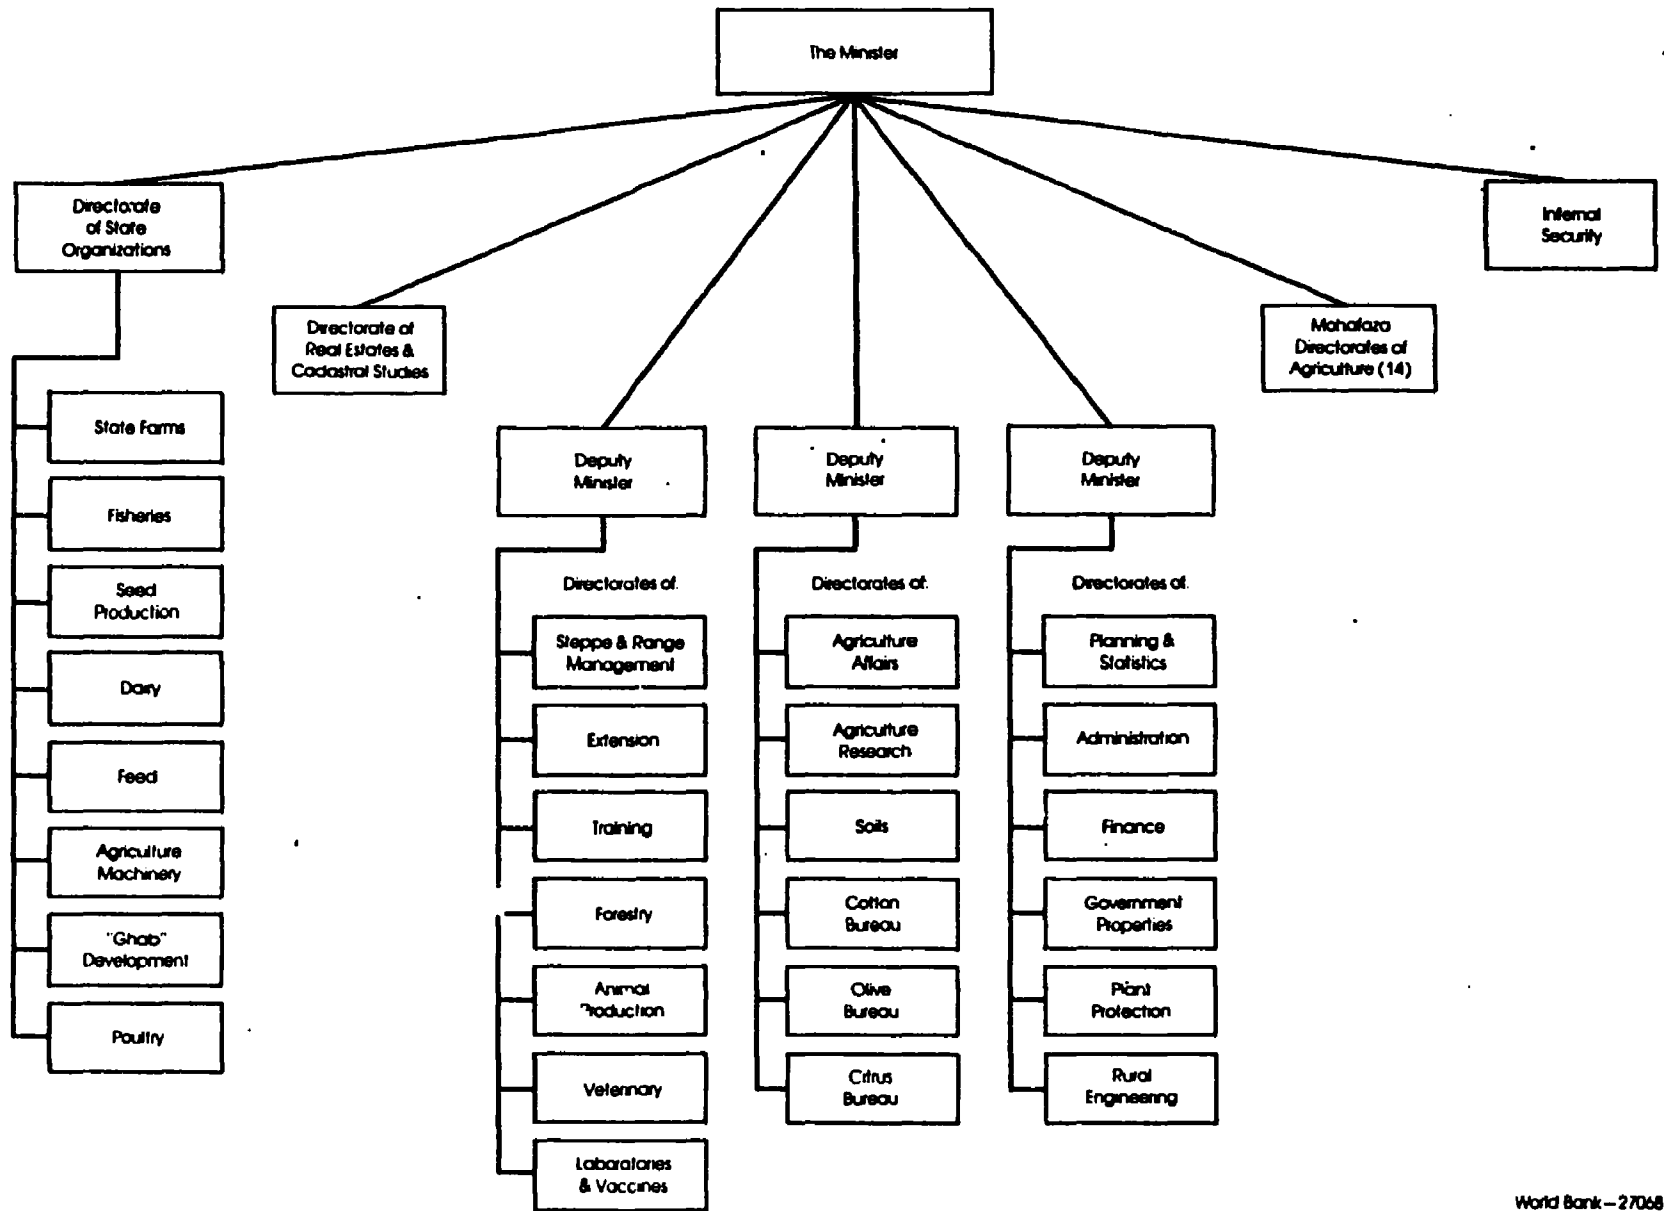 The Minister
Directorate
of State
Organizations
Internal
Security
Directorate of
Real Estates &
Cadastral Studies
Mohafaza
Directorates of
Agriculture (14)
State Farms
Fisheries
Seed
Production
Dairy
Feed
Agriculture
Machinery
"Ghab"
Development
Poultry
Deputy
Minister
Directorates of:
Steppe & Range
Management
Extension
Training
Forestry
Animal
Production
Veterinary
Laboratories
& Vaccines
Deputy
Minister
Directorates of:
Agriculture
Affairs
Agriculture
Research
Soils
Cotton
Bureau
Olive
Bureau
Citrus
Bureau
Deputy
Minister
Directorates of:
Planning &
Statistics
Administration
Finance
Government
Properties
Plant
Protection
Rural
Engineering
World Bank—27068